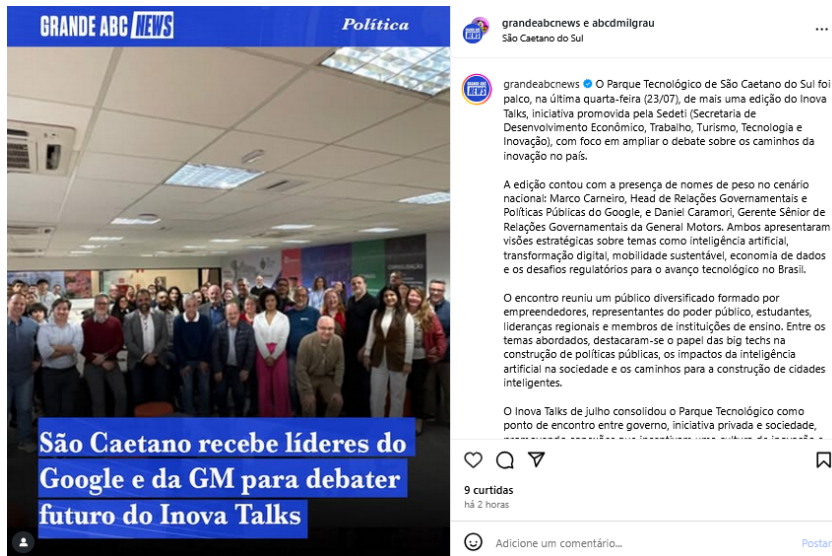 GRANDE ABC NEWS
Política
São Caetano recebe líderes do
Google e da GM para debater
futuro do Inova Talks
grandeabcnews e abcdmilgrau
São Caetano do Sul
grandeabcnews O Parque Tecnológico de São Caetano do Sul foi
palco, na última quarta-feira (23/07), de mais uma edição do Inova
Talks, iniciativa promovida pela Sedeti (Secretaria de
Desenvolvimento Econômico, Trabalho, Turismo, Tecnologia e
Inovação), com foco em ampliar o debate sobre os caminhos da
inovação no país.
A edição contou com a presença de nomes de peso no cenário
nacional: Marco Carneiro, Head de Relações Governamentais e
Políticas Públicas do Google, e Daniel Caramori, Gerente Sênior de
Relações Governamentais da General Motors. Ambos apresentaram
visões estratégicas sobre temas como inteligência artificial,
transformação digital, mobilidade sustentável, economia de dados
e os desafios regulatórios para o avanço tecnológico no Brasil.
O encontro reuniu um público diversificado formado por
empreendedores, representantes do poder público, estudantes,
lideranças regionais e membros de instituições de ensino. Entre os
temas abordados, destacaram-se o papel das big techs na
construção de políticas públicas, os impactos da inteligência
artificial na sociedade e os caminhos para a construção de cidades
inteligentes.
O Inova Talks de julho consolidou o Parque Tecnológico como
ponto de encontro entre governo, iniciativa privada e sociedade,
9 curtidas
há 2 horas
Adicione um comentário...
Postar